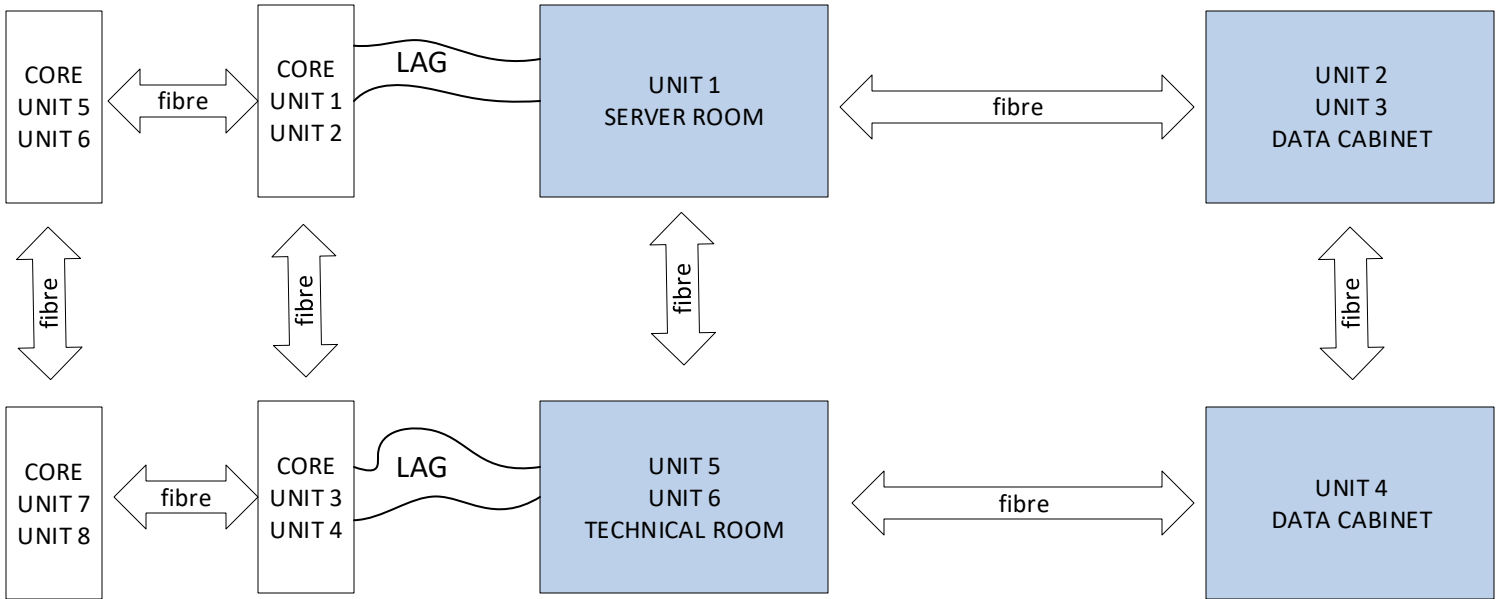 CORE
UNIT 5
UNIT 6
fibre
CORE
UNIT 1
UNIT 2
LAG
UNIT 1
SERVER ROOM
fibre
UNIT 2
UNIT 3
DATA CABINET
fibre
fibre
fibre
fibre
CORE
UNIT 7
UNIT 8
fibre
CORE
UNIT 3
UNIT 4
LAG
UNIT 5
UNIT 6
TECHNICAL ROOM
fibre
UNIT 4
DATA CABINET